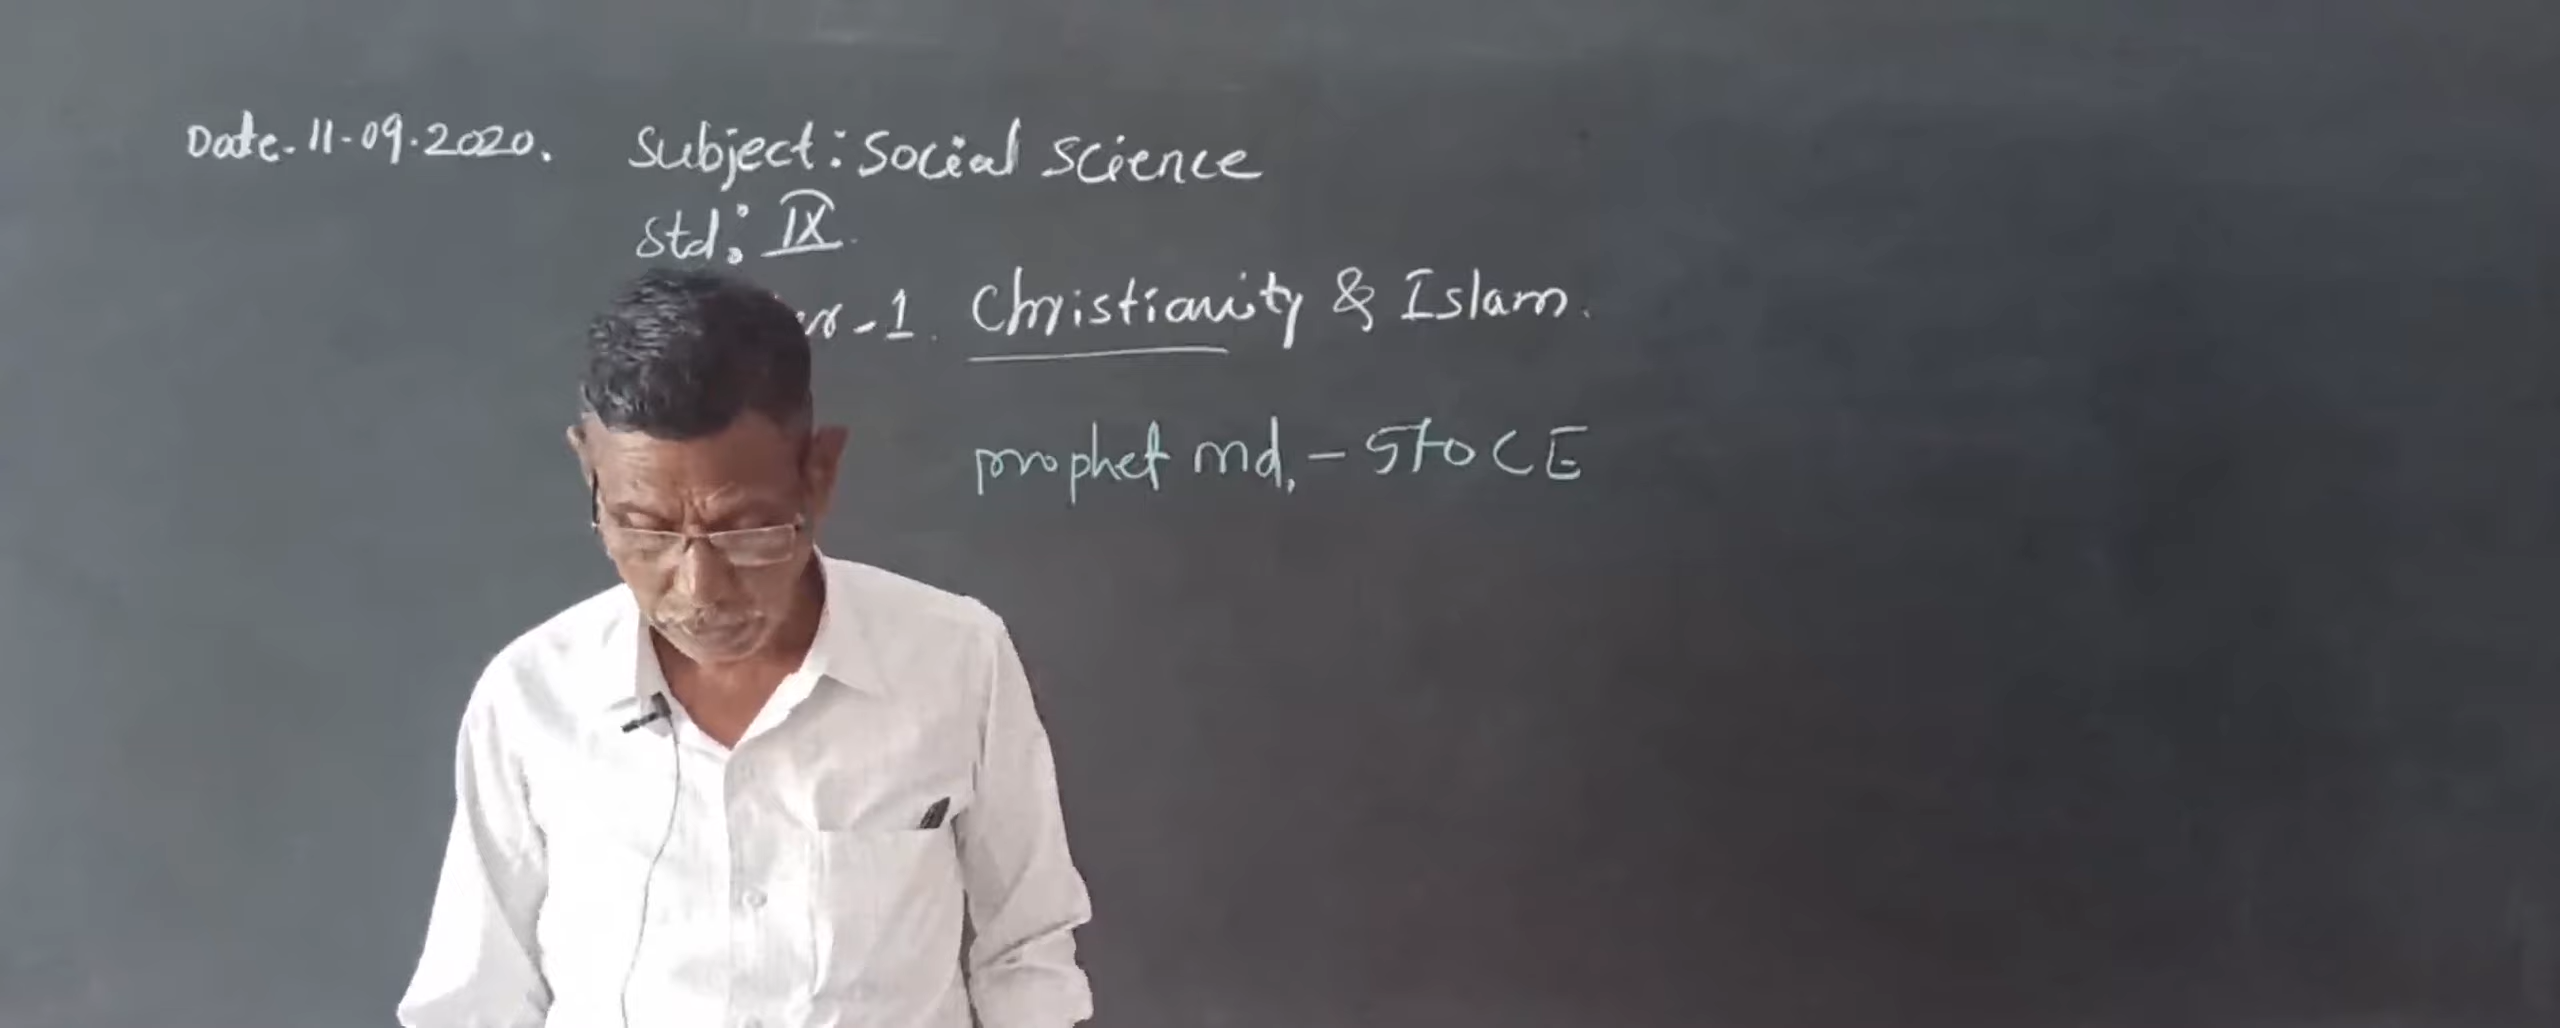 Date-11-09.2020. Subject: Social Science
Std: IX
-1. Christianity & Islam.
prophet md. - 570 CE